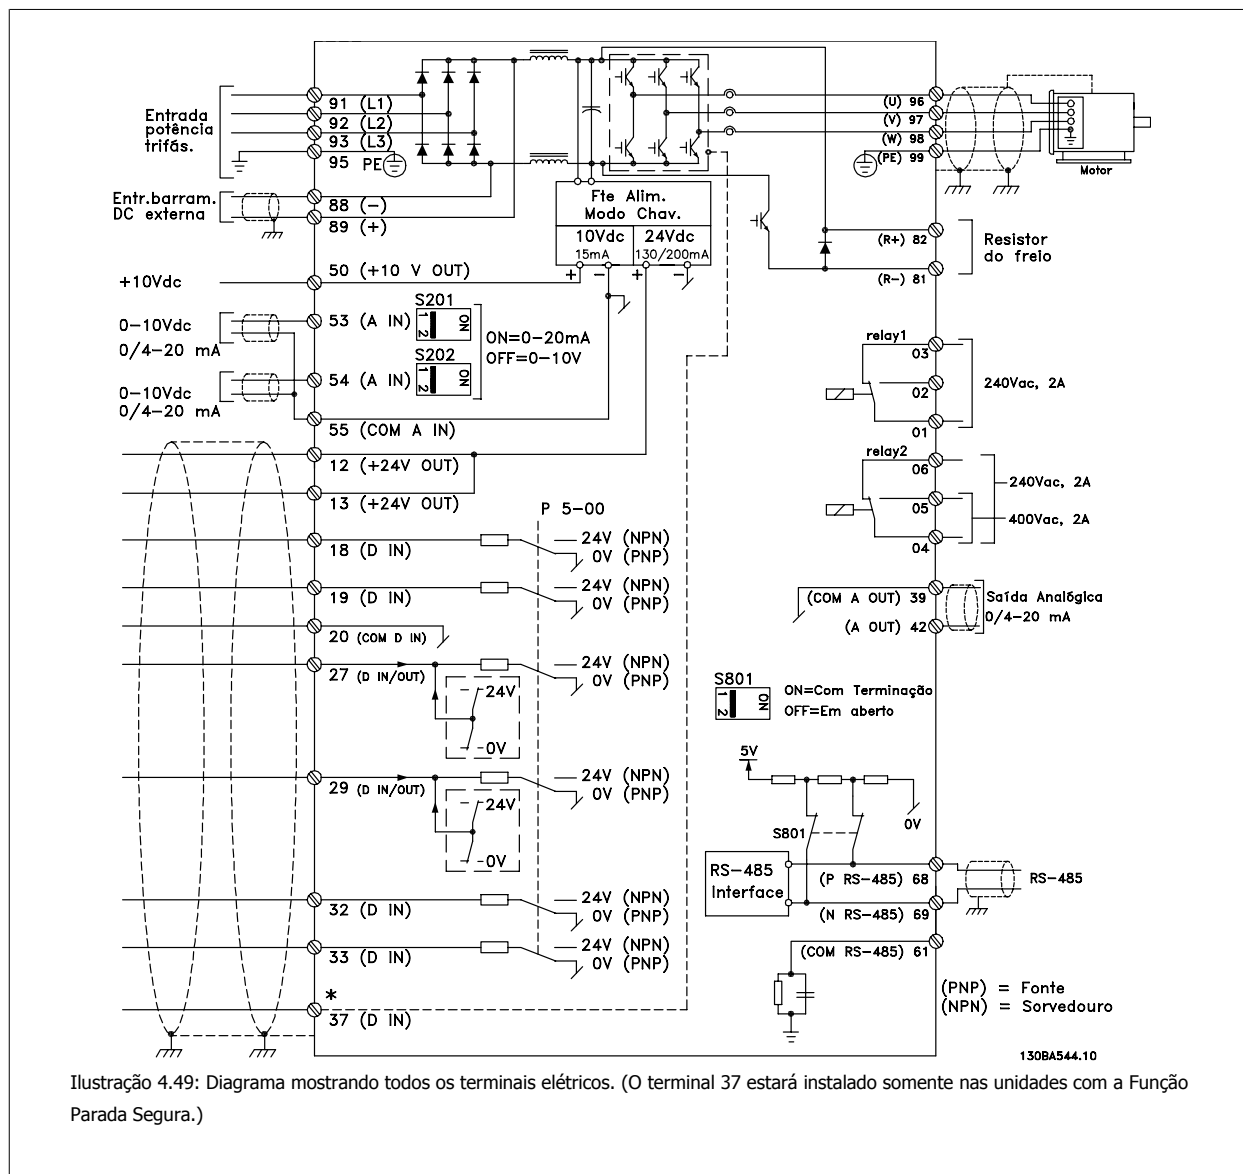 Entrada
potência
trifás.
91 (L1)
92 (L2)
93 (L3)
95 PE
Entr.barram.
DC externa
88 (-)
89 (+)
+10Vdc
50 (+10 V OUT)
0-10Vdc
0/4-20 mA
53 (A IN)
S201
1 2
ON
0-10Vdc
0/4-20 mA
54 (A IN)
S202
1 2
ON
ON=0-20mA
OFF=0-10V
55 (COM A IN)
12 (+24V OUT)
13 (+24V OUT)
P 5-00
18 (D IN)
24V (NPN)
0V (PNP)
19 (D IN)
24V (NPN)
0V (PNP)
20 (COM D IN)
27 (D IN/OUT)
24V (NPN)
0V (PNP)
24V
0V
29 (D IN/OUT)
24V (NPN)
0V (PNP)
24V
0V
32 (D IN)
24V (NPN)
0V (PNP)
33 (D IN)
24V (NPN)
0V (PNP)
*
37 (D IN)
Fte Alim.
Modo Chav.
10Vdc
15mA
24Vdc
130/200mA
+ - + -
(U) 96
(V) 97
(W) 98
(PE) 99
Motor
(R+) 82
Resistor
do freio
(R-) 81
relay1
03
02
01
240Vac, 2A
relay2
06
05
04
240Vac, 2A
400Vac, 2A
(COM A OUT) 39
(A OUT) 42
Saída Analógica
0/4-20 mA
S801
1 2
ON
ON=Com Terminação
OFF=Em aberto
5V
S801
0V
RS-485
Interface
(P RS-485) 68
RS-485
(N RS-485) 69
(COM RS-485) 61
(PNP) = Fonte
(NPN) = Sorvedouro
130BA544.10
Ilustração 4.49: Diagrama mostrando todos os terminais elétricos. (O terminal 37 estará instalado somente nas unidades com a Função
Parada Segura.)